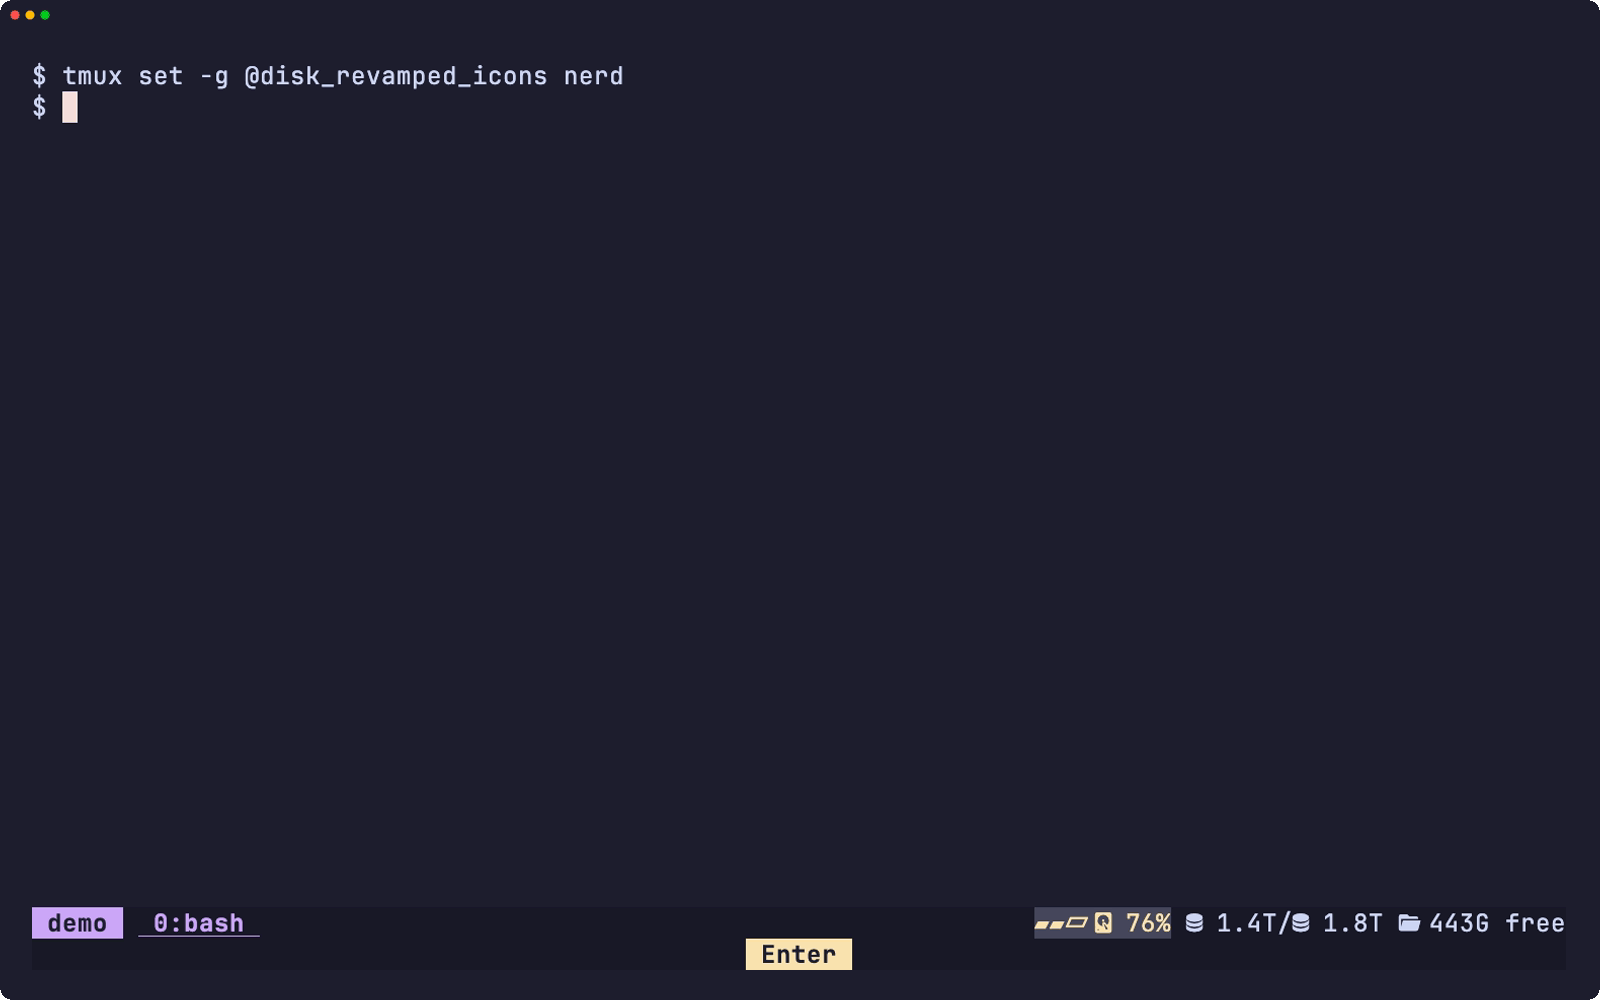 $ tmux set -g @disk_revamped_icons nerd
$
demo 0:bash 76% 1.4T/ 1.8T 443G free
Enter